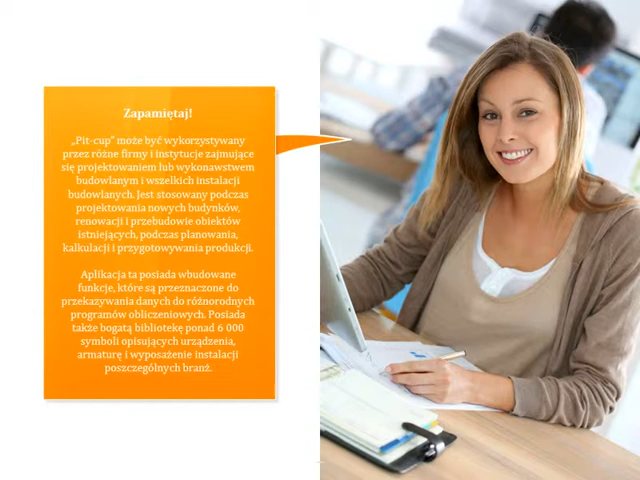 Zapamiętaj!
„Pit-cup” może być wykorzystywany
przez różne firmy i instytucje zajmujące
się projektowaniem lub wykonawstwem
budowlanym i wszelkich instalacji
budowlanych. Jest stosowany podczas
projektowania nowych budynków,
renowacji i przebudowie obiektów
istniejących, podczas planowania,
kalkulacji i przygotowywania produkcji.
Aplikacja ta posiada wbudowane
funkcje, które są przeznaczone do
przekazywania danych do różnorodnych
programów obliczeniowych. Posiada
także bogatą bibliotekę ponad 6 000
symboli opisujących urządzenia,
armaturę i wyposażenie instalacji
poszczególnych branż.